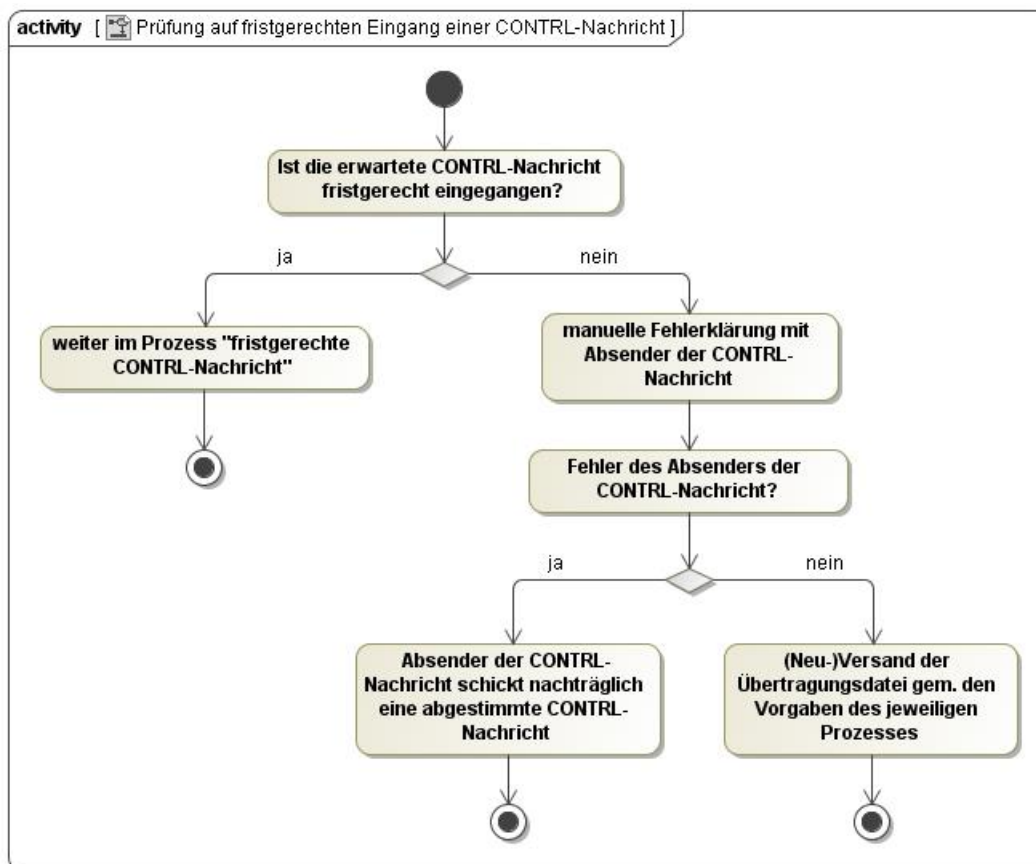 activity [ Prüfung auf fristgerechten Eingang einer CONTRL-Nachricht ]
Ist die erwartete CONTRL-Nachricht
fristgerecht eingegangen?
ja
nein
weiter im Prozess "fristgerechte
CONTRL-Nachricht"
manuelle Fehlerklärung mit
Absender der CONTRL-
Nachricht
Fehler des Absenders der
CONTRL-Nachricht?
ja
nein
Absender der CONTRL-
Nachricht schickt nachträglich
eine abgestimmte CONTRL-
Nachricht
(Neu-)Versand der
Übertragungsdatei gem. den
Vorgaben des jeweiligen
Prozesses